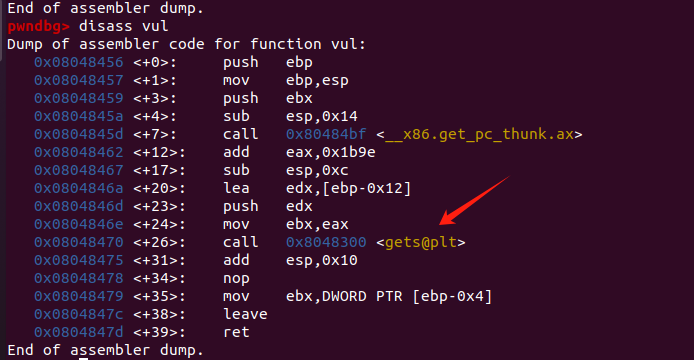 End of assembler dump.
pwndbg> disass vul
Dump of assembler code for function vul:
0x08048456 <+0>: push ebp
0x08048457 <+1>: mov ebp,esp
0x08048459 <+3>: push ebx
0x0804845a <+4>: sub esp,0x14
0x0804845d <+7>: call 0x80484bf <__x86.get_pc_thunk.ax>
0x08048462 <+12>: add eax,0x1b9e
0x08048467 <+17>: sub esp,0xc
0x0804846a <+20>: lea edx,[ebp-0x12]
0x0804846d <+23>: push edx
0x0804846e <+24>: mov ebx,eax
0x08048470 <+26>: call 0x8048300 <gets@plt>
0x08048475 <+31>: add esp,0x10
0x08048478 <+34>: nop
0x08048479 <+35>: mov ebx,DWORD PTR [ebp-0x4]
0x0804847c <+38>: leave
0x0804847d <+39>: ret
End of assembler dump.